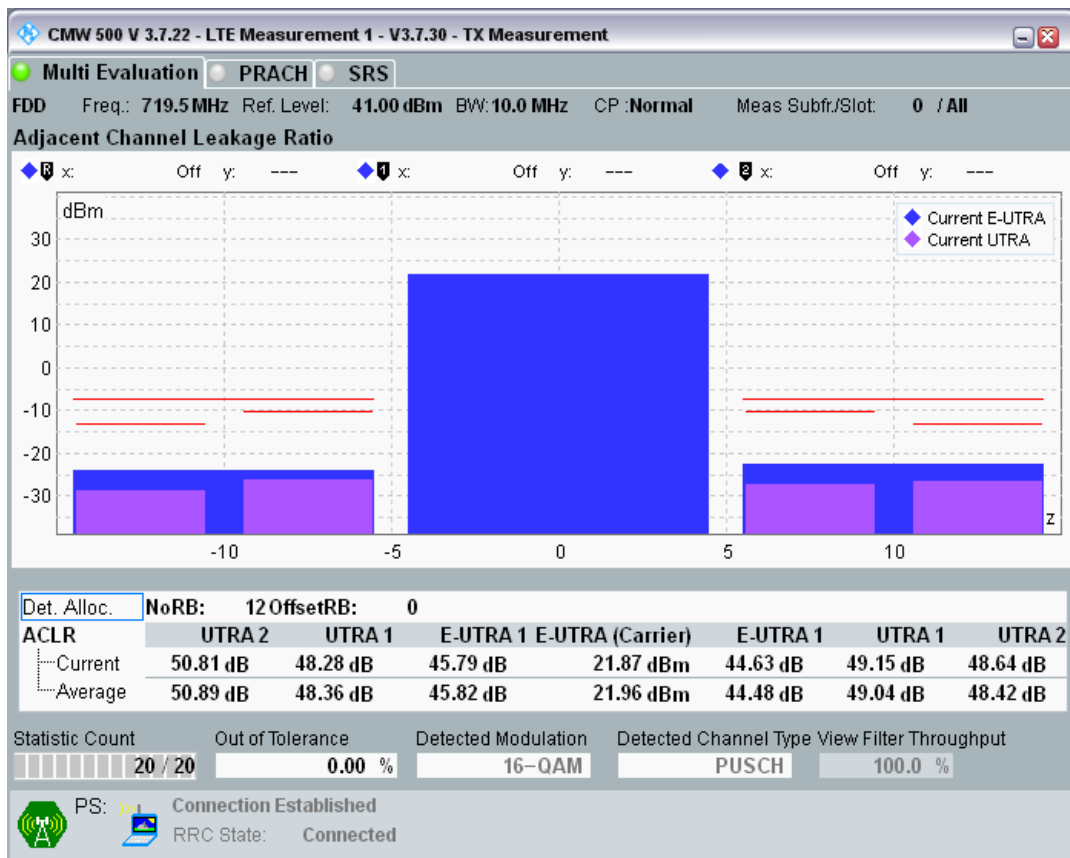 CMW 500 V 3.7.22 - LTE Measurement 1 - V3.7.30 - TX Measurement
Multi Evaluation PRACH SRS
FDD Freq.: 719.5 MHz Ref. Level: 41.00 dBm BW: 10.0 MHz CP :Normal Meas Subfr./Slot: 0 / All
Adjacent Channel Leakage Ratio
R x: Off y: --- 1 x: Off y: --- 2 x: Off y: ---
dBm
Current E-UTRA
Current UTRA
30
20
10
0
-10
-20
-30
z
-10 -5 0 5 10
Det. Alloc. NoRB: 12 OffsetRB: 0
ACLR UTRA 2 UTRA 1 E-UTRA 1 E-UTRA (Carrier) E-UTRA 1 UTRA 1 UTRA 2
Current 50.81 dB 48.28 dB 45.79 dB 21.87 dBm 44.63 dB 49.15 dB 48.64 dB
Average 50.89 dB 48.36 dB 45.82 dB 21.96 dBm 44.48 dB 49.04 dB 48.42 dB
Statistic Count Out of Tolerance Detected Modulation Detected Channel Type View Filter Throughput
20 / 20 0.00 % 16-QAM PUSCH 100.0 %
PS: Connection Established
RRC State: Connected